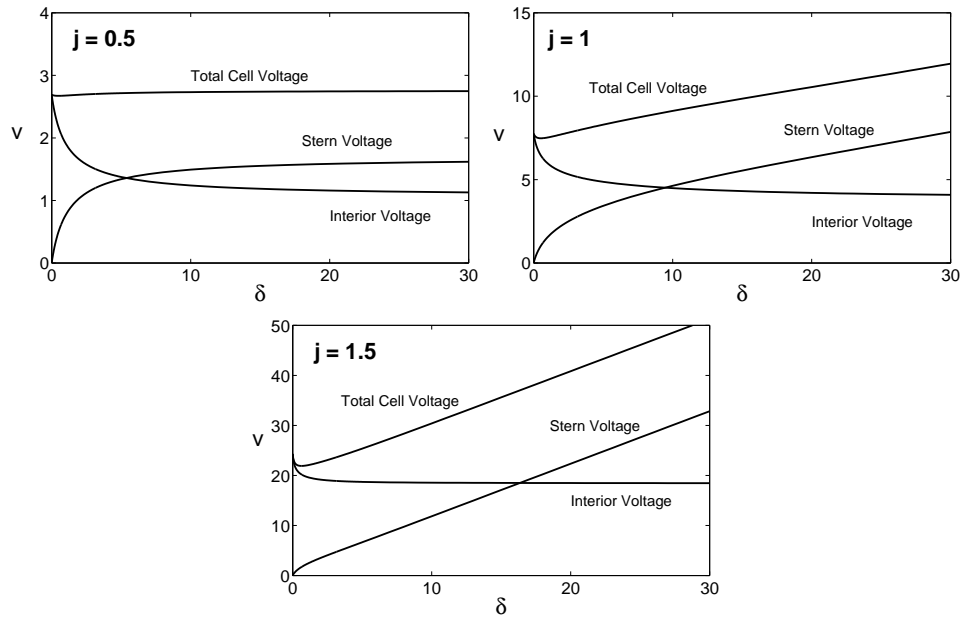 j = 0.5
4
3
2
1
0
v
Total Cell Voltage
Stern Voltage
Interior Voltage
0 10 20 30
δ
j = 1
15
10
5
0
v
Total Cell Voltage
Stern Voltage
Interior Voltage
0 10 20 30
δ
j = 1.5
50
40
30
20
10
0
v
Total Cell Voltage
Stern Voltage
Interior Voltage
0 10 20 30
δ